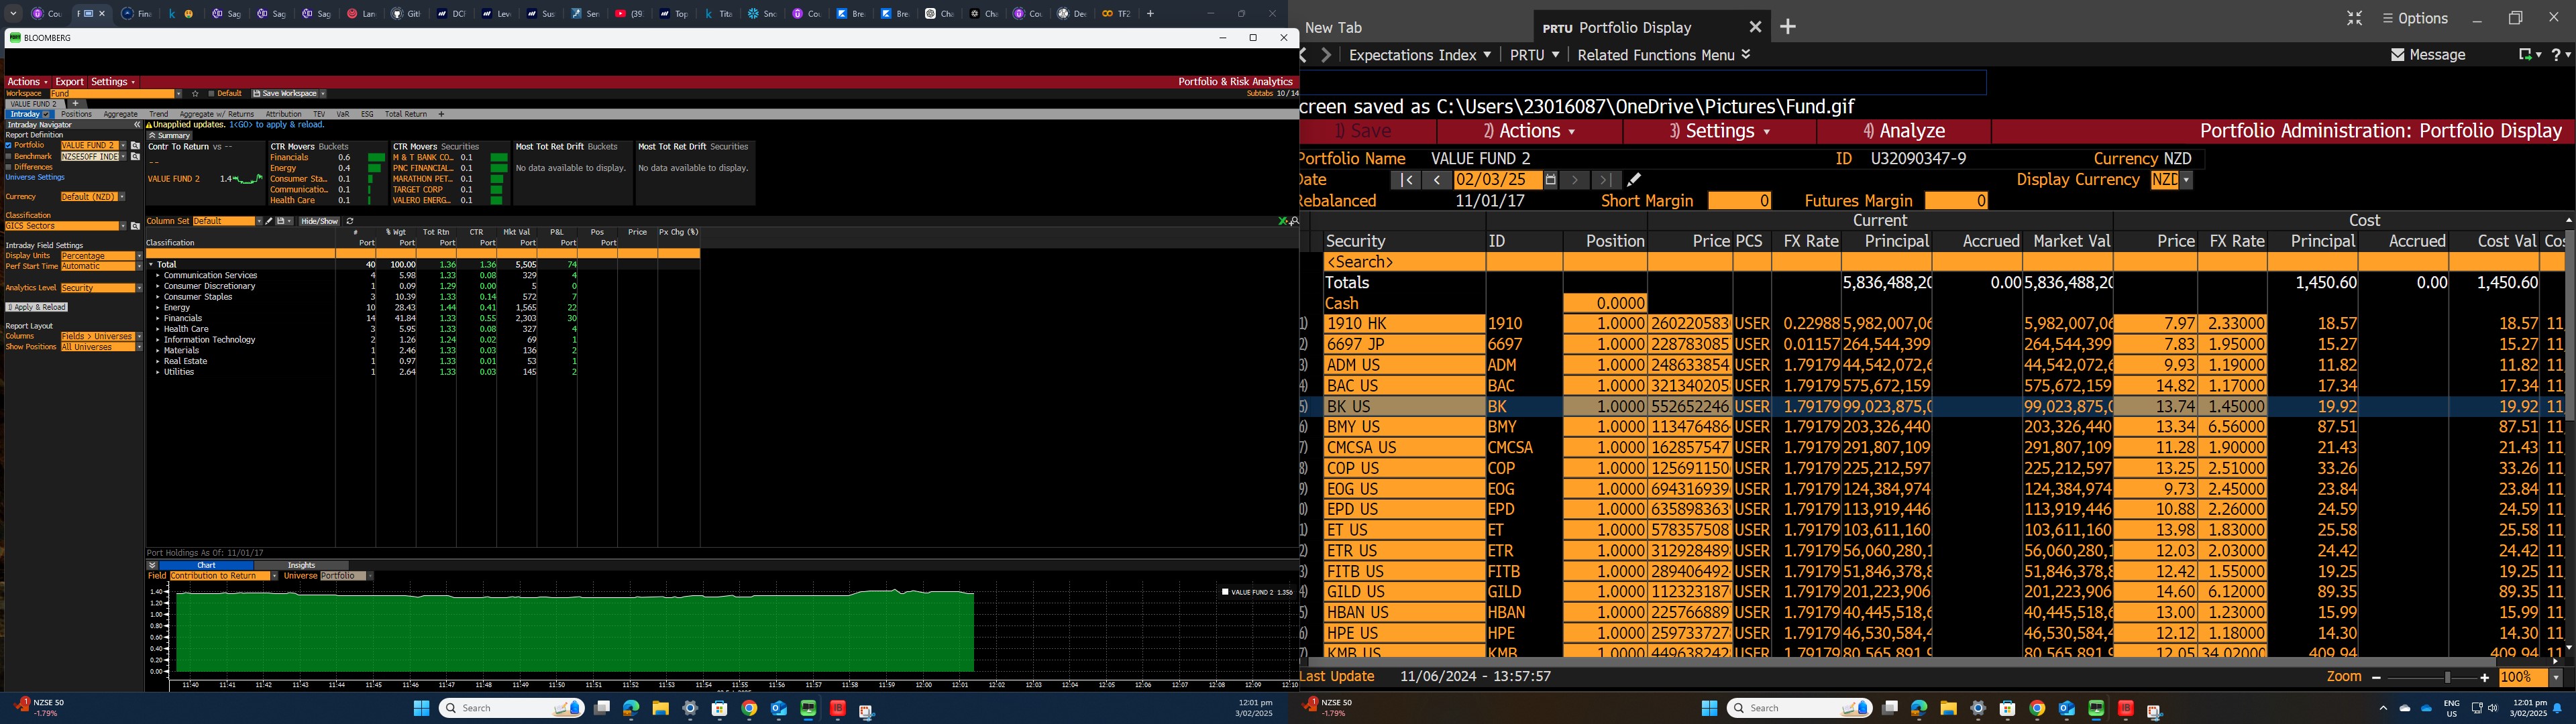 Cou
F
Fina
k
Sag
Sag
Sag
Lan
Gitl
DCF
Leve
Sus
Sen
(39)
Top
k Tita
Sno
Cou
Bre
Bre
Cha
Cha
Cou
Dee
TF2
BLOOMBERG
Actions Export Settings Portfolio & Risk Analytics
Workspace Fund Default Save Workspace Subtabs 10/14
VALUE FUND 2 +
Intraday Positions Aggregate Trend Aggregate w/ Returns Attribution TEV VaR ESG Total Return +
Intraday Navigator
Report Definition
Portfolio VALUE FUND 2
Benchmark NZSE50FF INDE
Differences
Universe Settings
Currency Default (NZD)
Classification
GICS Sectors
Intraday Field Settings
Display Units Percentage
Perf Start Time Automatic
Analytics Level Security
Apply & Reload
Report Layout
Columns Fields > Universes
Show Positions All Universes
Unapplied updates. 1<GO> to apply & reload.
Summary
Contr To Return vs --
--
VALUE FUND 2 1.4
CTR Movers Buckets
Financials 0.6
Energy 0.4
Consumer Sta... 0.1
Communicatio... 0.1
Health Care 0.1
CTR Movers Securities
M & T BANK CO... 0.1
PNC FINANCIAL... 0.1
MARATHON PET... 0.1
TARGET CORP 0.1
VALERO ENERG... 0.1
Most Tot Ret Drift Buckets
No data available to display.
Most Tot Ret Drift Securities
No data available to display.
Column Set Default Hide/Show
# % Wgt Tot Rtn CTR Mkt Val P&L Pos Price Px Chg (%)
Classification Port Port Port Port Port Port Port
Total 40 100.00 1.36 1.36 5,505 74
Communication Services 4 5.98 1.33 0.08 329 4
Consumer Discretionary 1 0.09 1.29 0.00 5 0
Consumer Staples 3 10.39 1.33 0.14 572 7
Energy 10 28.43 1.44 0.41 1,565 22
Financials 14 41.84 1.33 0.55 2,303 30
Health Care 3 5.95 1.33 0.08 327 4
Information Technology 2 1.26 1.24 0.02 69 1
Materials 1 2.46 1.33 0.03 136 2
Real Estate 1 0.97 1.33 0.01 53 1
Utilities 1 2.64 1.33 0.03 145 2
Port Holdings As Of: 11/01/17
Chart Insights
Field Contribution to Return Universe Portfolio
1.40
1.20
1.00
0.80
0.60
0.40
0.20
0.00
VALUE FUND 2 1.356
11:40 11:41 11:42 11:43 11:44 11:45 11:46 11:47 11:48 11:49 11:50 11:51 11:52 11:53 11:54 11:55 11:56 11:57 11:58 11:59 12:00 12:01 12:02 12:03 12:04 12:05 12:06 12:07 12:08 12:09 12:10
1
NZSE 50
-1.79%
Search
12:01 pm
3/02/2025
New Tab
PRTU Portfolio Display
Options
Expectations Index PRTU Related Functions Menu
Message
creen saved as C:\Users\23016087\OneDrive\Pictures\Fund.gif
1) Save 2) Actions 3) Settings 4) Analyze Portfolio Administration: Portfolio Display
Portfolio Name VALUE FUND 2 ID U32090347-9 Currency NZD
Date 02/03/25 Display Currency NZD
Rebalanced 11/01/17 Short Margin 0 Futures Margin 0
Current Cost
Security ID Position Price PCS FX Rate Principal Accrued Market Val Price FX Rate Principal Accrued Cost Val Cos
<Search>
Totals 5,836,488,20 0.00 5,836,488,20 1,450.60 0.00 1,450.60
Cash 0.0000
1) 1910 HK 1910 1.0000 260220583 USER 0.22988 5,982,007,06 5,982,007,06 7.97 2.33000 18.57 18.57 11,
2) 6697 JP 6697 1.0000 228783085 USER 0.01157 264,544,399 264,544,399 7.83 1.95000 15.27 15.27 11,
3) ADM US ADM 1.0000 248633854 USER 1.79179 44,542,072,6 44,542,072,6 9.93 1.19000 11.82 11.82 11,
4) BAC US BAC 1.0000 321340205 USER 1.79179 575,672,159 575,672,159 14.82 1.17000 17.34 17.34 11,
5) BK US BK 1.0000 552652246 USER 1.79179 99,023,875,0 99,023,875,0 13.74 1.45000 19.92 19.92 11,
6) BMY US BMY 1.0000 113476486 USER 1.79179 203,326,440 203,326,440 13.34 6.56000 87.51 87.51 11,
7) CMCSA US CMCSA 1.0000 162857547 USER 1.79179 291,807,109 291,807,109 11.28 1.90000 21.43 21.43 11,
8) COP US COP 1.0000 125691150 USER 1.79179 225,212,597 225,212,597 13.25 2.51000 33.26 33.26 11,
9) EOG US EOG 1.0000 694316939 USER 1.79179 124,384,974 124,384,974 9.73 2.45000 23.84 23.84 11,
0) EPD US EPD 1.0000 635898363 USER 1.79179 113,919,446 113,919,446 10.88 2.26000 24.59 24.59 11,
1) ET US ET 1.0000 578357508 USER 1.79179 103,611,160 103,611,160 13.98 1.83000 25.58 25.58 11,
2) ETR US ETR 1.0000 312928489 USER 1.79179 56,060,280,1 56,060,280,1 12.03 2.03000 24.42 24.42 11,
3) FITB US FITB 1.0000 289406492 USER 1.79179 51,846,378,8 51,846,378,8 12.42 1.55000 19.25 19.25 11,
4) GILD US GILD 1.0000 112323187 USER 1.79179 201,223,906 201,223,906 14.60 6.12000 89.35 89.35 11,
5) HBAN US HBAN 1.0000 225766889 USER 1.79179 40,445,518,6 40,445,518,6 13.00 1.23000 15.99 15.99 11,
6) HPE US HPE 1.0000 259733727 USER 1.79179 46,530,584,4 46,530,584,4 12.12 1.18000 14.30 14.30 11,
7) KMB US KMB 1.0000 449638242 USER 1.79179 80,565,891,9 80,565,891,9 12.05 34.02000 409.94 409.94 11,
Last Update 11/06/2024 - 13:57:57 Zoom 100%
1
NZSE 50
-1.79%
Search
ENG
US
12:01 pm
3/02/2025